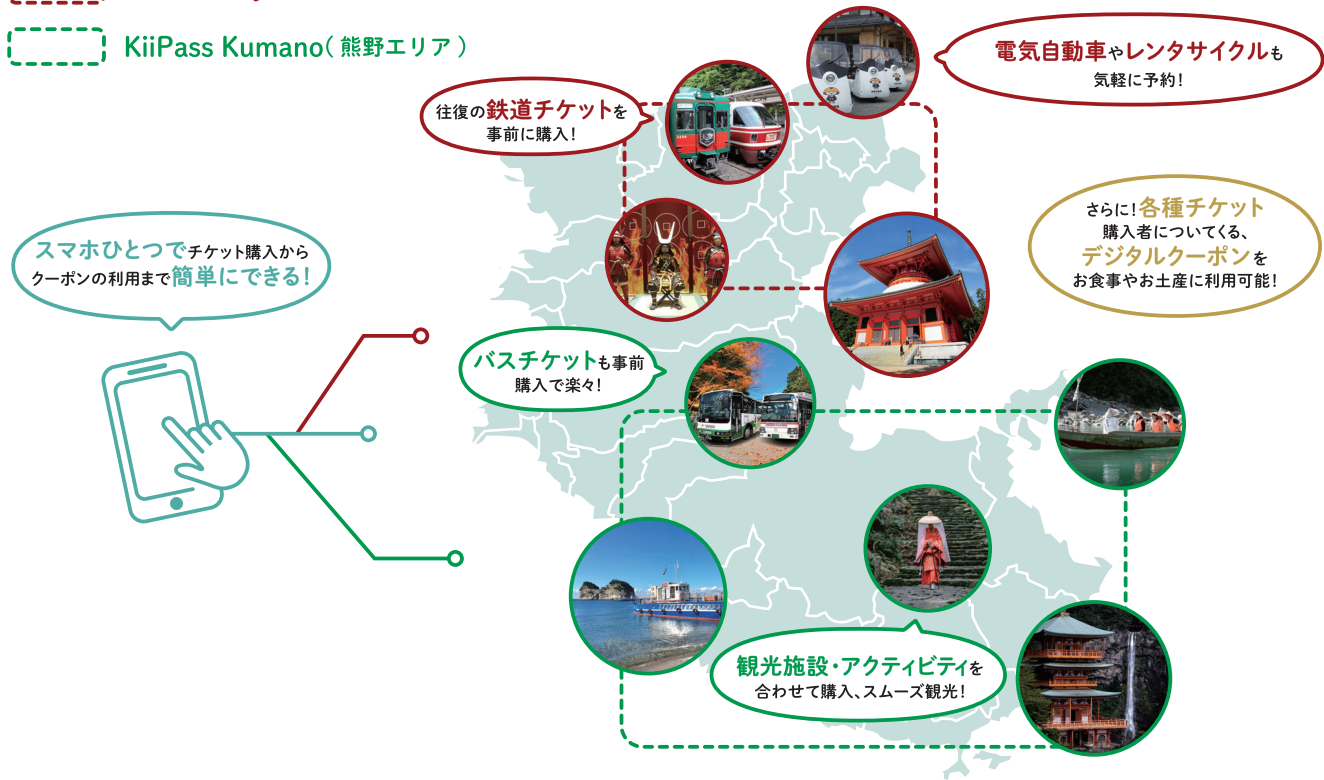 KiiPass Kumano（熊野エリア）
電気自動車やレンタサイクルも
気軽に予約！
往復の鉄道チケットを
事前に購入！
さらに！各種チケット
購入者についてくる、
デジタルクーポンを
お食事やお土産に利用可能！
スマホひとつでチケット購入から
クーポンの利用まで簡単にできる！
バスチケットも事前
購入で楽々！
観光施設・アクティビティを
合わせて購入、スムーズ観光！